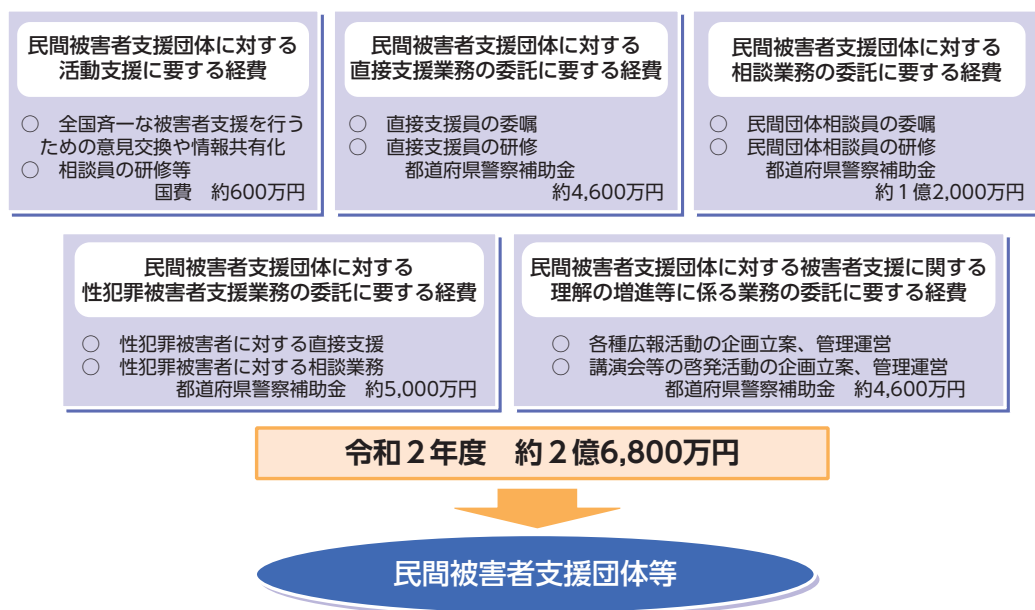 民間被害者支援団体に対する
活動支援に要する経費
○　全国斉一な被害者支援を行う
ための意見交換や情報共有化
○　相談員の研修等
国費　約600万円
民間被害者支援団体に対する
直接支援業務の委託に要する経費
○　直接支援員の委嘱
○　直接支援員の研修
都道府県警察補助金
約4,600万円
民間被害者支援団体に対する
相談業務の委託に要する経費
○　民間団体相談員の委嘱
○　民間団体相談員の研修
都道府県警察補助金
約１億2,000万円
民間被害者支援団体に対する
性犯罪被害者支援業務の委託に要する経費
○　性犯罪被害者に対する直接支援
○　性犯罪被害者に対する相談業務
都道府県警察補助金　約5,000万円
民間被害者支援団体に対する被害者支援に関する
理解の増進等に係る業務の委託に要する経費
○　各種広報活動の企画立案、管理運営
○　講演会等の啓発活動の企画立案、管理運営
都道府県警察補助金　約4,600万円
令和２年度　約２億6,800万円
民間被害者支援団体等